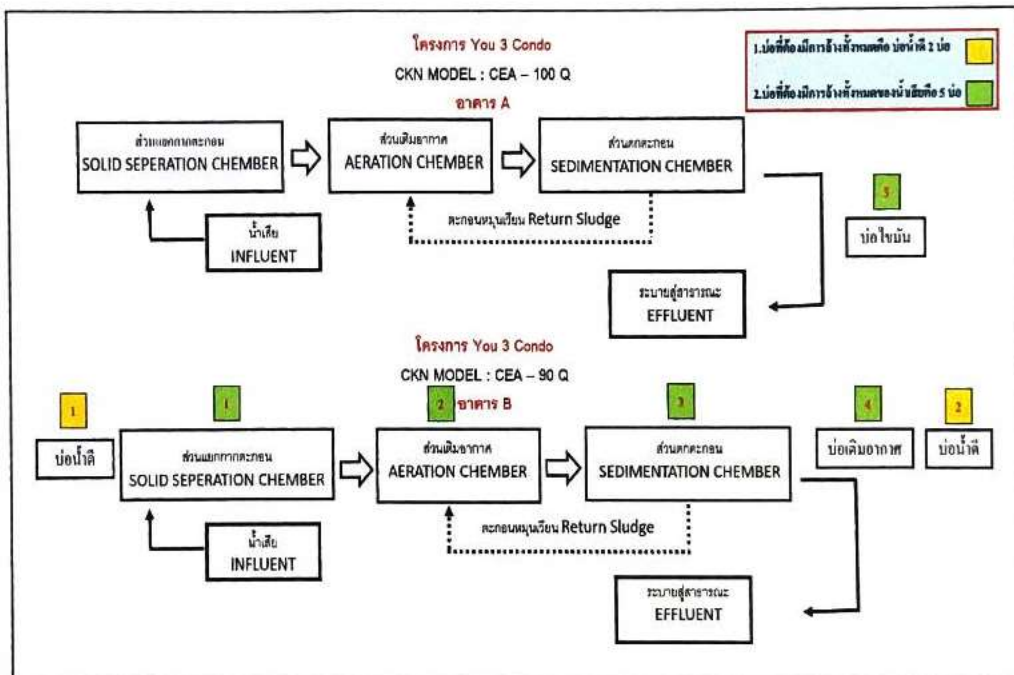 โครงการ You 3 Condo
CKN MODEL : CEA – 100 Q
อาคาร A
1.บ่อที่ต้องมีการล้างทั้งหมดคือ บ่อน้ำดี 2 บ่อ
2.บ่อที่ต้องมีการล้างทั้งหมดของน้ำเสียคือ 5 บ่อ
ส่วนแยกกากตะกอน
SOLID SEPERATION CHEMBER
ส่วนเติมอากาศ
AERATION CHEMBER
ส่วนตกตะกอน
SEDIMENTATION CHEMBER
ตะกอนหมุนเวียน Return Sludge
น้ำเสีย
INFLUENT
5
บ่อไขมัน
ระบายสู่สาธารณะ
EFFLUENT
โครงการ You 3 Condo
CKN MODEL : CEA – 90 Q
อาคาร B
1
บ่อน้ำดี
1
ส่วนแยกกากตะกอน
SOLID SEPERATION CHEMBER
2
ส่วนเติมอากาศ
AERATION CHEMBER
3
ส่วนตกตะกอน
SEDIMENTATION CHEMBER
4
บ่อเติมอากาศ
2
บ่อน้ำดี
ตะกอนหมุนเวียน Return Sludge
น้ำเสีย
INFLUENT
ระบายสู่สาธารณะ
EFFLUENT